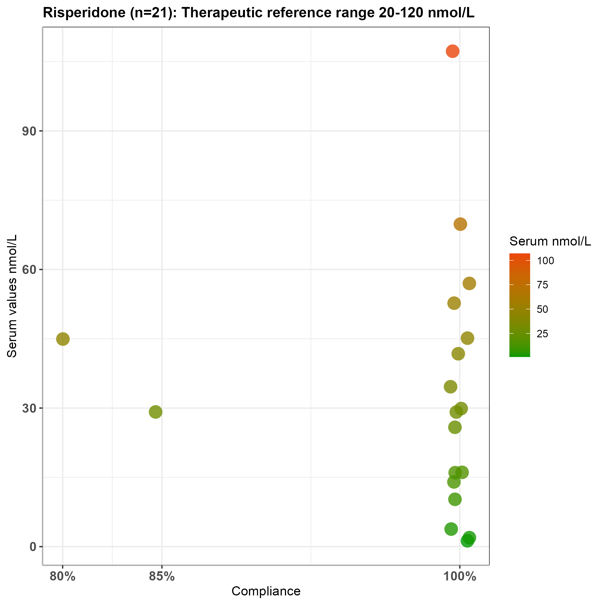 Risperidone (n=21): Therapeutic reference range 20-120 nmol/L
Serum values nmol/L
90
60
30
0
80%
85%
100%
Compliance
Serum nmol/L
100
75
50
25